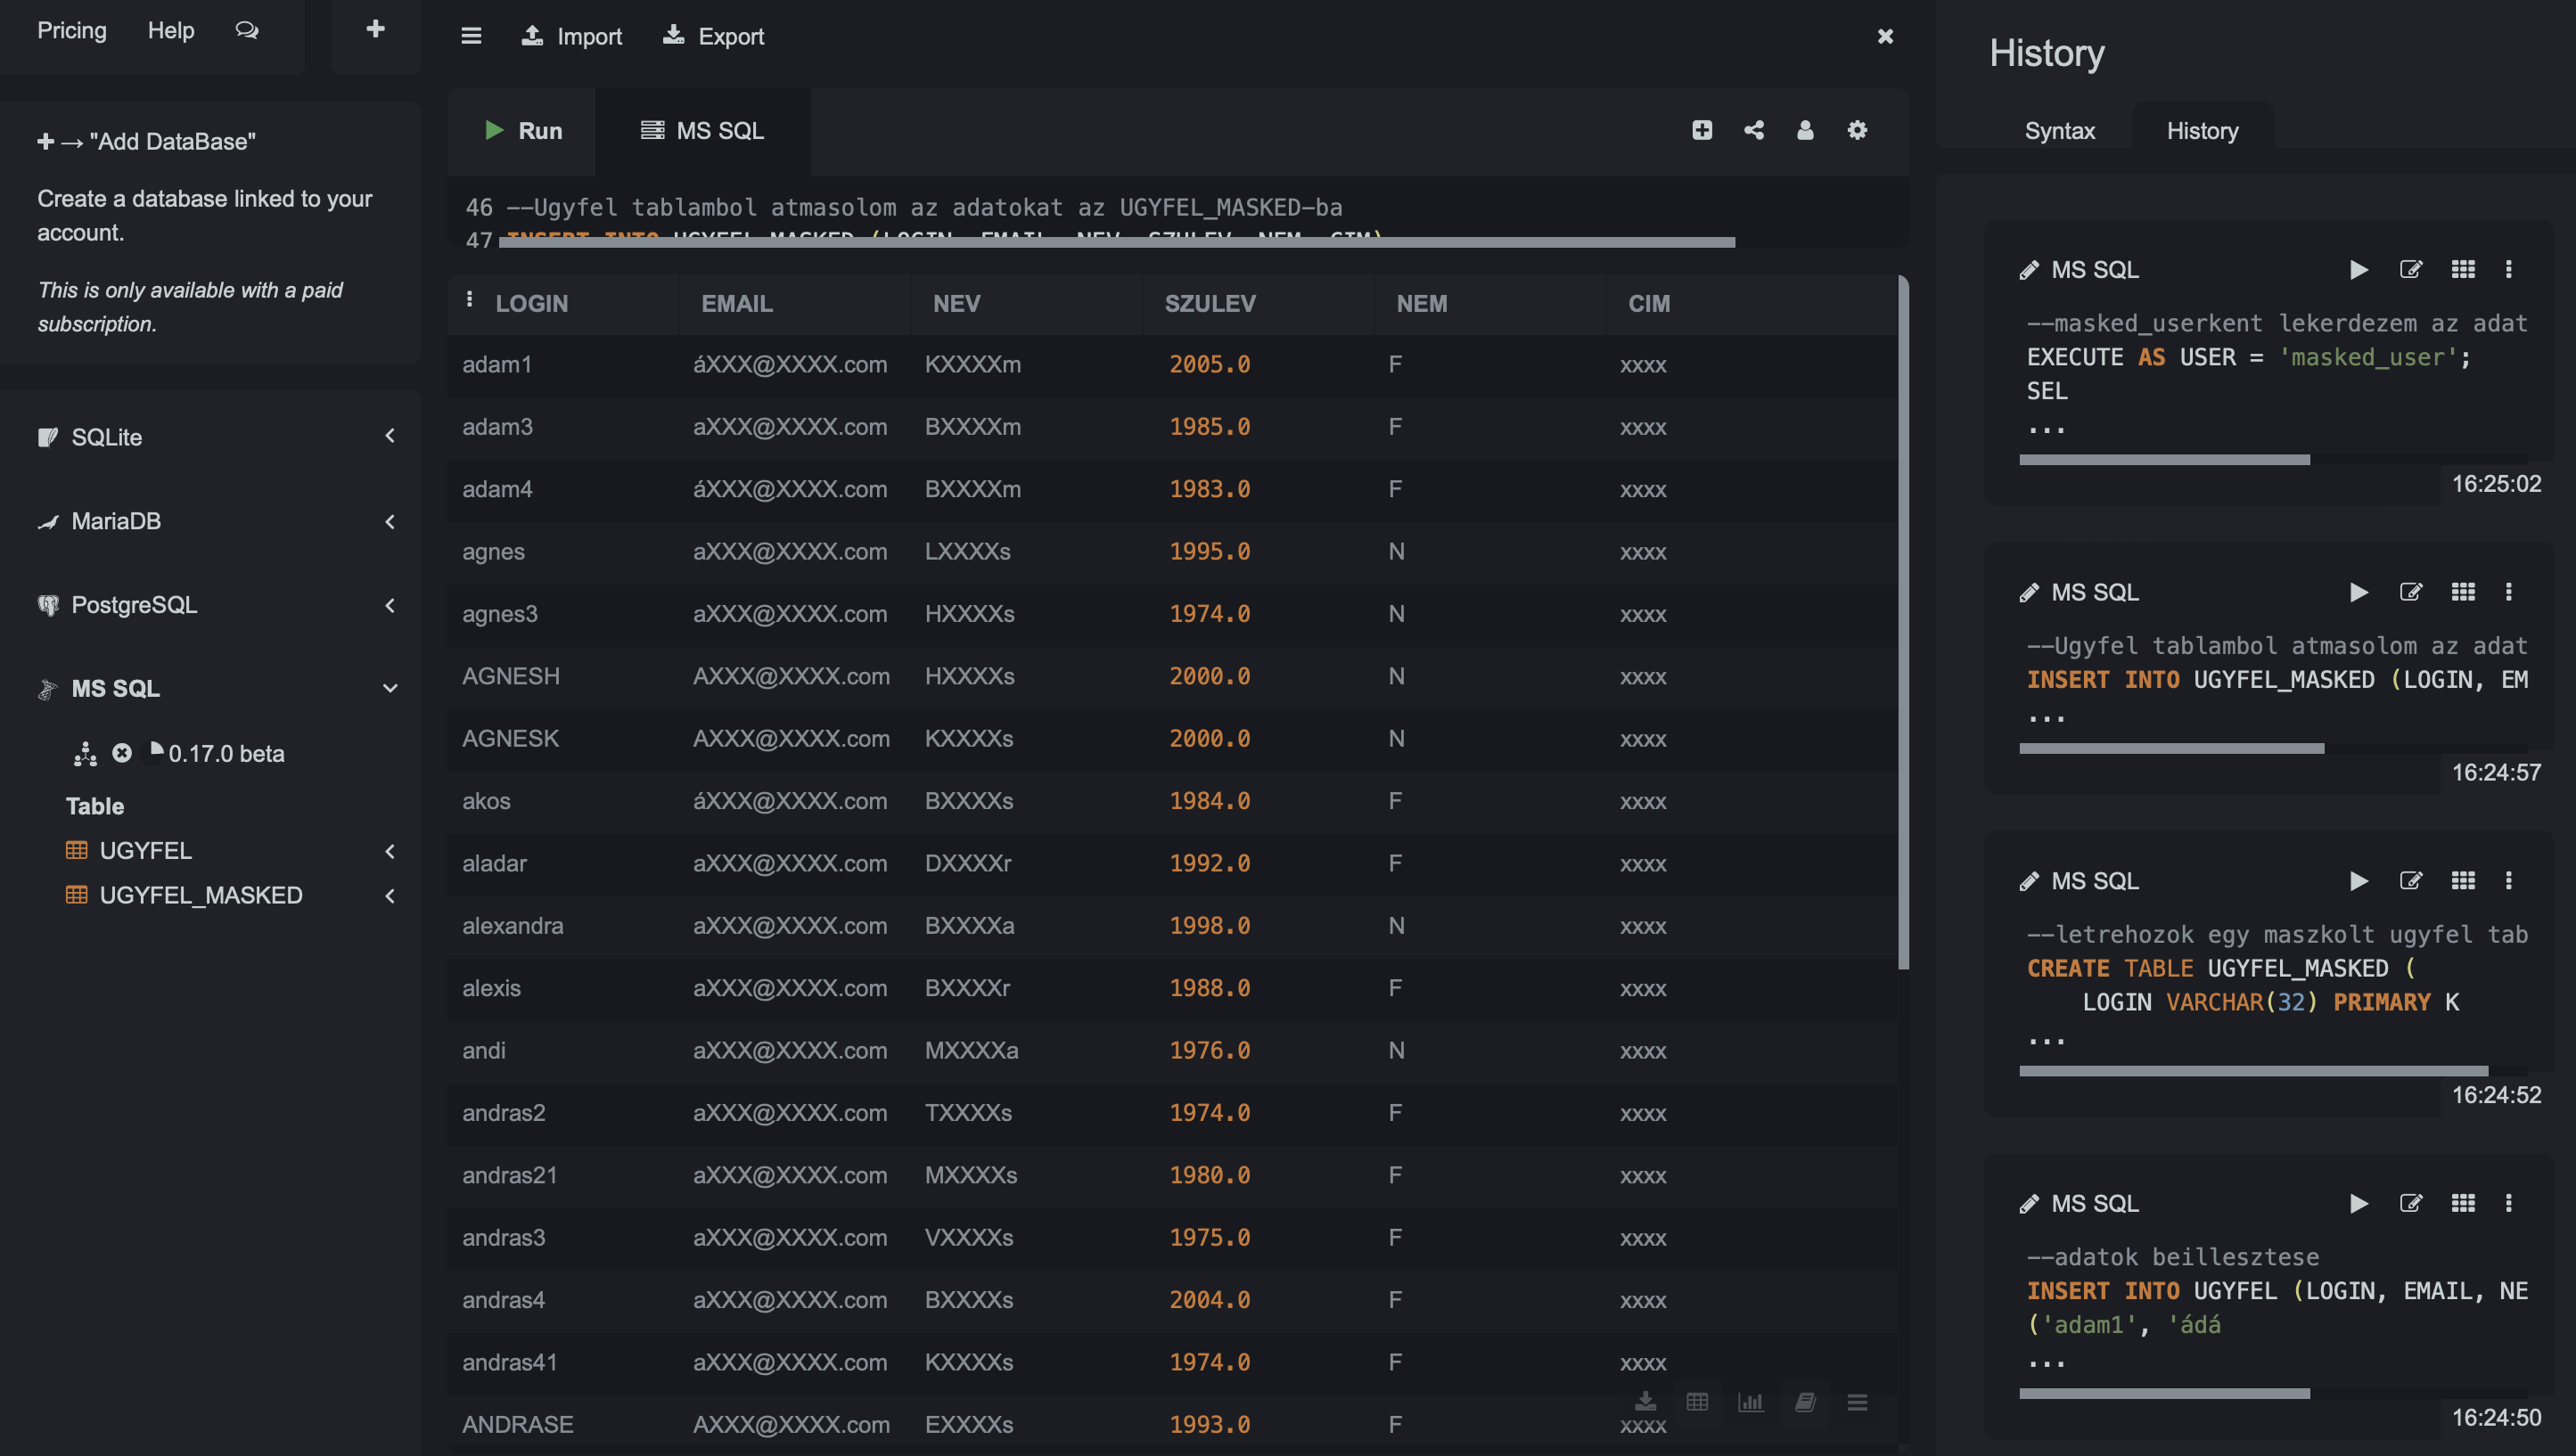 Pricing Help
+ → "Add DataBase"
Create a database linked to your
account.
This is only available with a paid
subscription.
SQLite
MariaDB
PostgreSQL
MS SQL
0.17.0 beta
Table
UGYFEL
UGYFEL_MASKED
Import Export
Run MS SQL
46 --Ugyfel tablambol atmasolom az adatokat az UGYFEL_MASKED-ba
47 INSERT INTO UGYFEL_MASKED (LOGIN, EMAIL, NEV, SZULEV, NEM, CIM)
LOGIN EMAIL NEV SZULEV NEM CIM
adam1 áXXX@XXXX.com KXXXXm 2005.0 F xxxx
adam3 aXXX@XXXX.com BXXXXm 1985.0 F xxxx
adam4 áXXX@XXXX.com BXXXXm 1983.0 F xxxx
agnes aXXX@XXXX.com LXXXXs 1995.0 N xxxx
agnes3 aXXX@XXXX.com HXXXXs 1974.0 N xxxx
AGNESH AXXX@XXXX.com HXXXXs 2000.0 N xxxx
AGNESK AXXX@XXXX.com KXXXXs 2000.0 N xxxx
akos áXXX@XXXX.com BXXXXs 1984.0 F xxxx
aladar aXXX@XXXX.com DXXXXr 1992.0 F xxxx
alexandra aXXX@XXXX.com BXXXXa 1998.0 N xxxx
alexis aXXX@XXXX.com BXXXXr 1988.0 F xxxx
andi aXXX@XXXX.com MXXXXa 1976.0 N xxxx
andras2 aXXX@XXXX.com TXXXXs 1974.0 F xxxx
andras21 aXXX@XXXX.com MXXXXs 1980.0 F xxxx
andras3 aXXX@XXXX.com VXXXXs 1975.0 F xxxx
andras4 aXXX@XXXX.com BXXXXs 2004.0 F xxxx
andras41 aXXX@XXXX.com KXXXXs 1974.0 F xxxx
ANDRASE AXXX@XXXX.com EXXXXs 1993.0 F xxxx
History
Syntax History
MS SQL
--masked_userkent lekerdezem az adat
EXECUTE AS USER = 'masked_user';
SEL
...
16:25:02
MS SQL
--Ugyfel tablambol atmasolom az adat
INSERT INTO UGYFEL_MASKED (LOGIN, EM
...
16:24:57
MS SQL
--letrehozok egy maszkolt ugyfel tab
CREATE TABLE UGYFEL_MASKED (
LOGIN VARCHAR(32) PRIMARY K
...
16:24:52
MS SQL
--adatok beillesztese
INSERT INTO UGYFEL (LOGIN, EMAIL, NE
('adam1', 'ádá
...
16:24:50